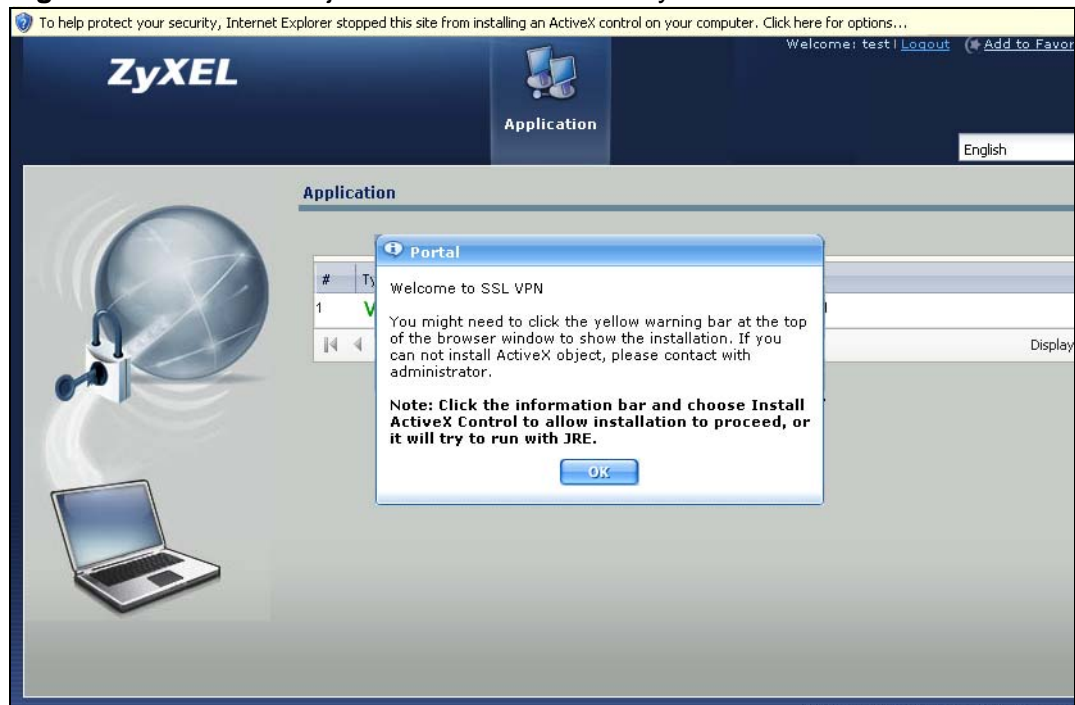 To help protect your security, Internet Explorer stopped this site from installing an ActiveX control on your computer. Click here for options...
ZyXEL
Welcome: test | Logout Add to Favor
Application
English
Application
Portal
# Ty
Welcome to SSL VPN
1 V
You might need to click the yellow warning bar at the top
of the browser window to show the installation. If you
can not install ActiveX object, please contact with
administrator.
Display
Note: Click the information bar and choose Install
ActiveX Control to allow installation to proceed, or
it will try to run with JRE.
OK